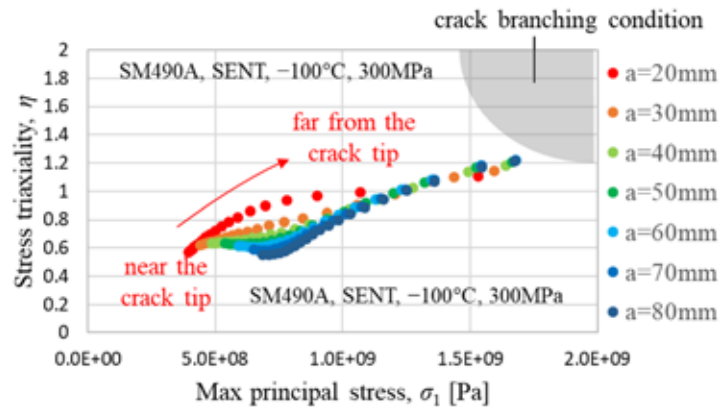 crack branching condition
2
1.8
1.6
1.4
1.2
1
0.8
0.6
0.4
0.2
0
Stress triaxiality, η
SM490A, SENT, −100°C, 300MPa
far from the
crack tip
near the
crack tip
SM490A, SENT, −100°C, 300MPa
a=20mm
a=30mm
a=40mm
a=50mm
a=60mm
a=70mm
a=80mm
0.0E+00 5.0E+08 1.0E+09 1.5E+09 2.0E+09
Max principal stress, σ₁ [Pa]